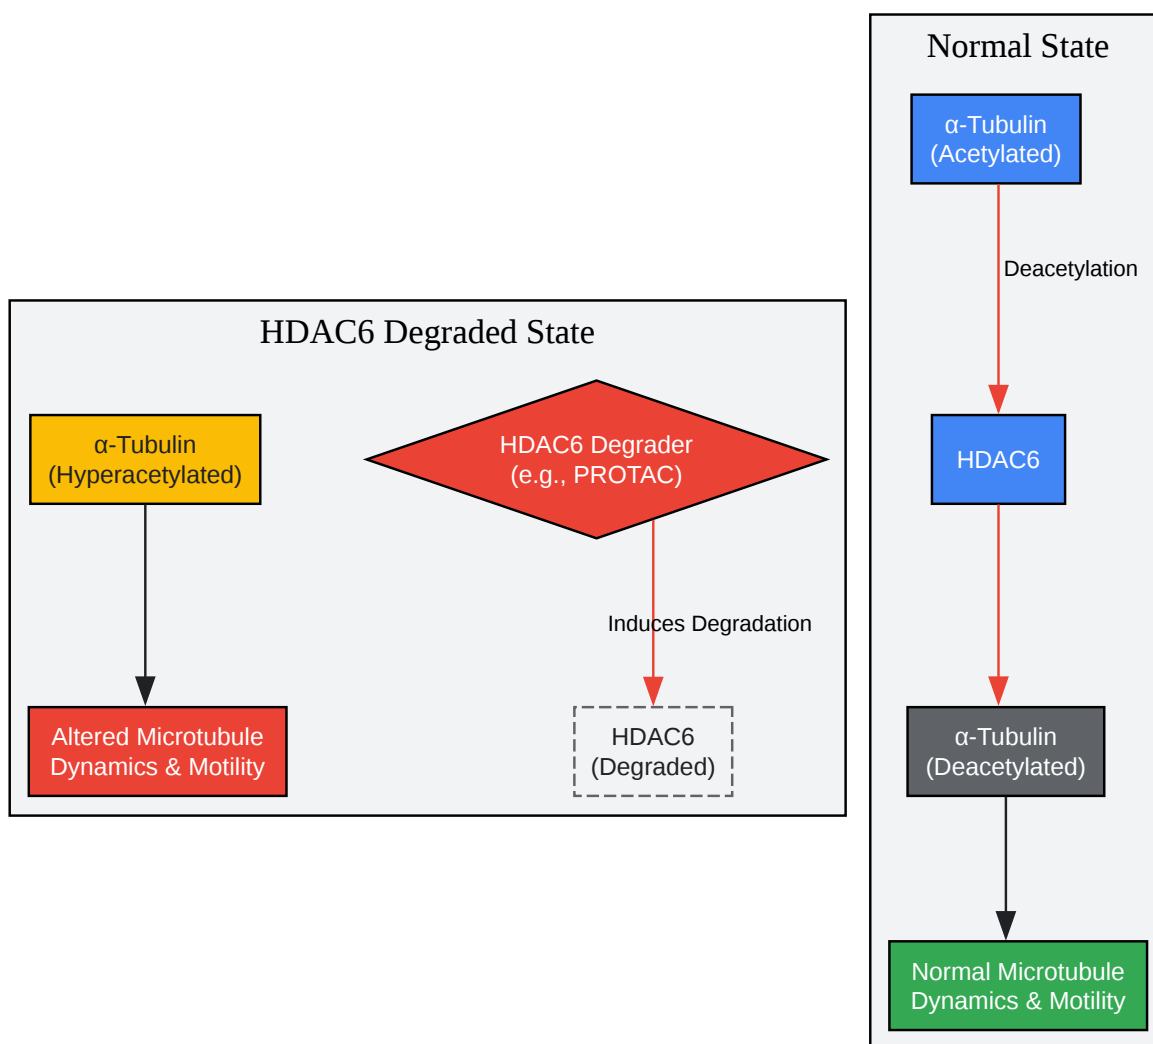 HDAC6 Degraded State
α-Tubulin
(Hyperacetylated)
HDAC6 Degrader
(e.g., PROTAC)
Induces Degradation
Altered Microtubule
Dynamics & Motility
HDAC6
(Degraded)
Normal State
α-Tubulin
(Acetylated)
Deacetylation
HDAC6
α-Tubulin
(Deacetylated)
Normal Microtubule
Dynamics & Motility